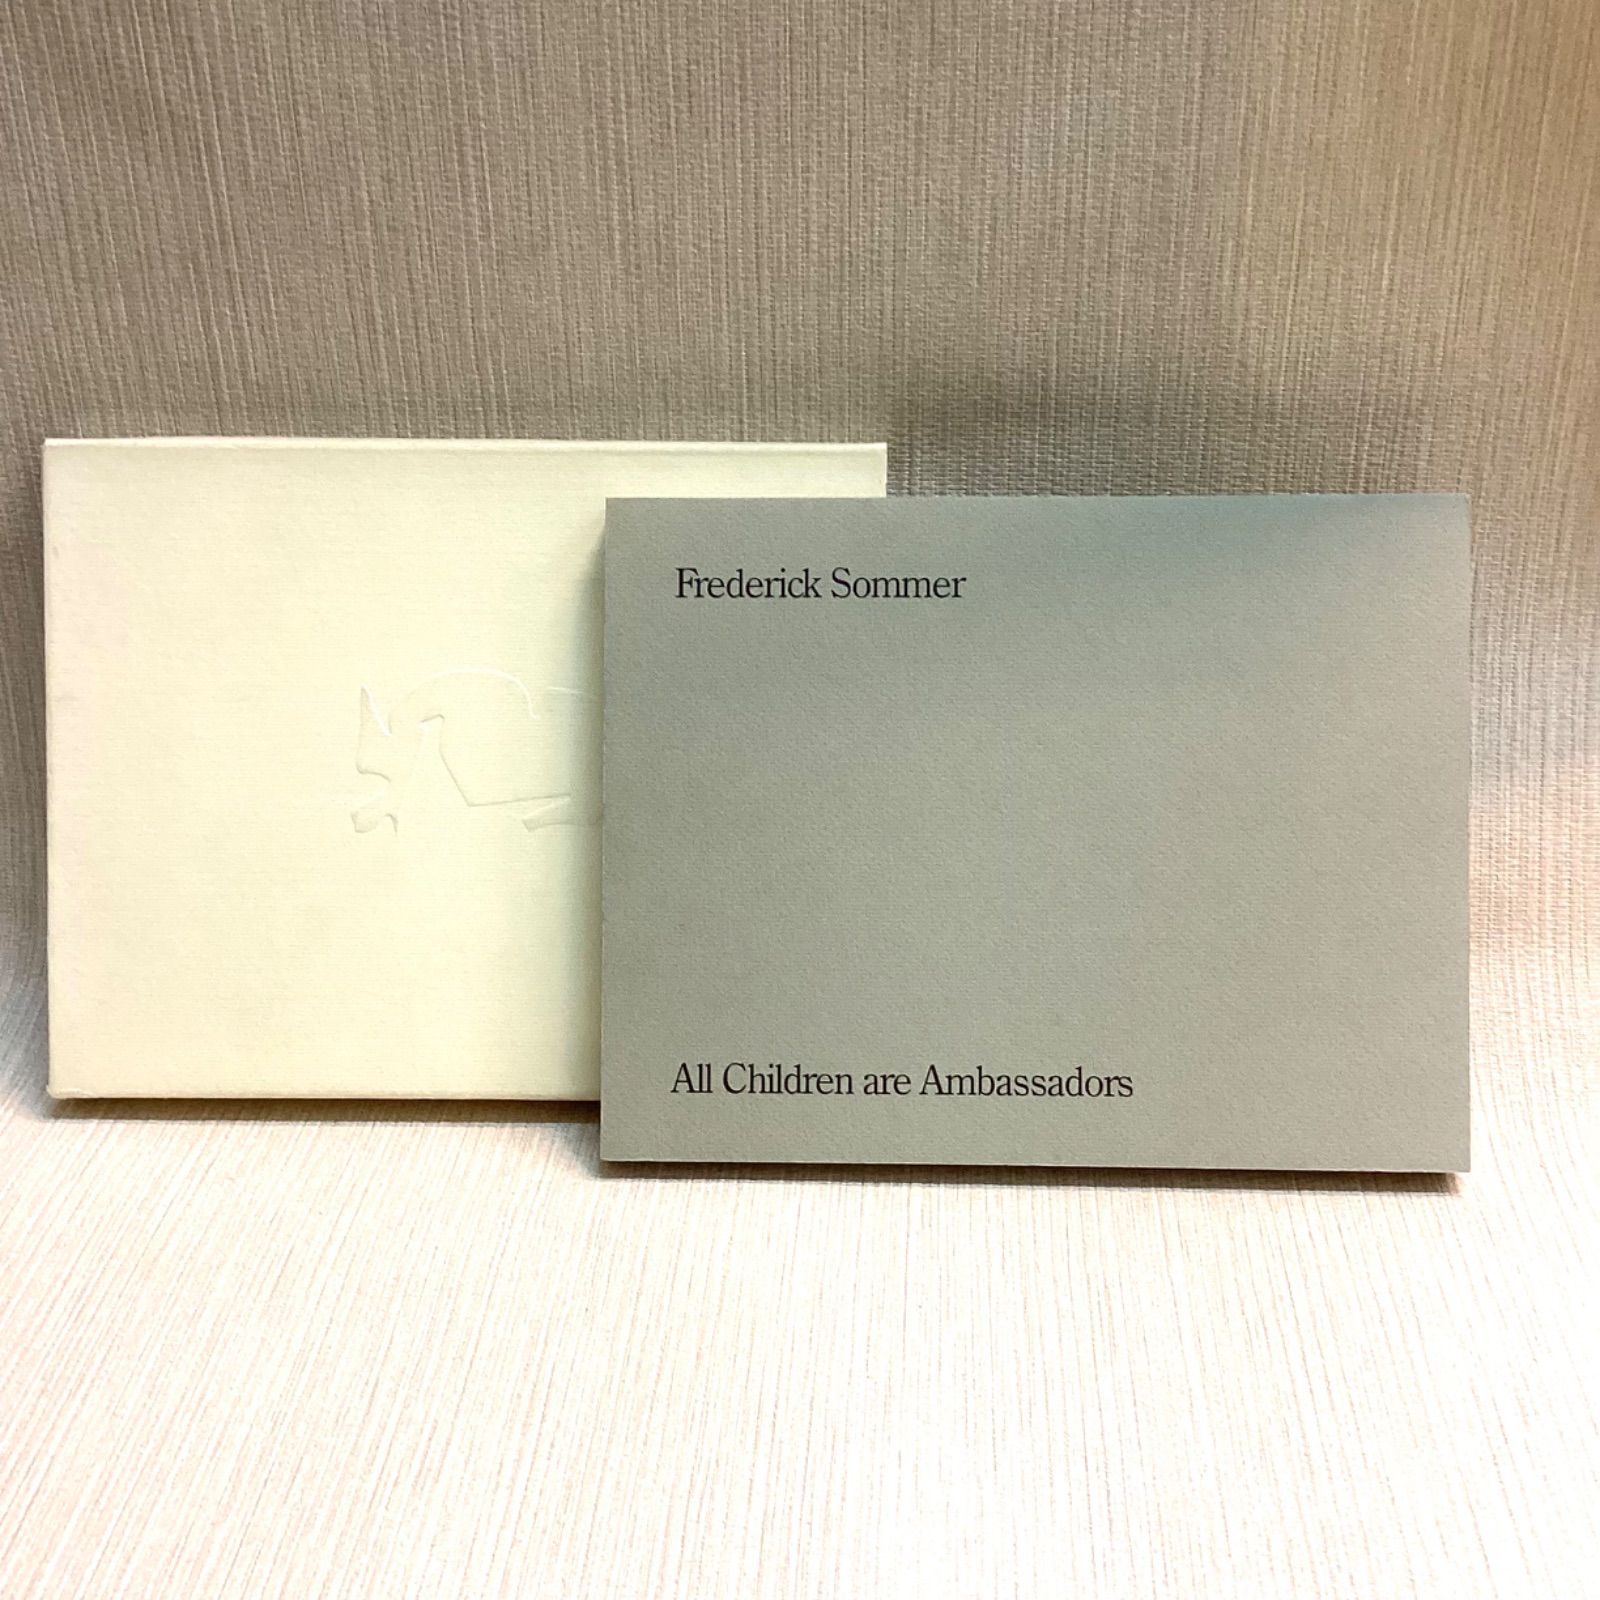 Frederick Sommer
All Children are Ambassadors